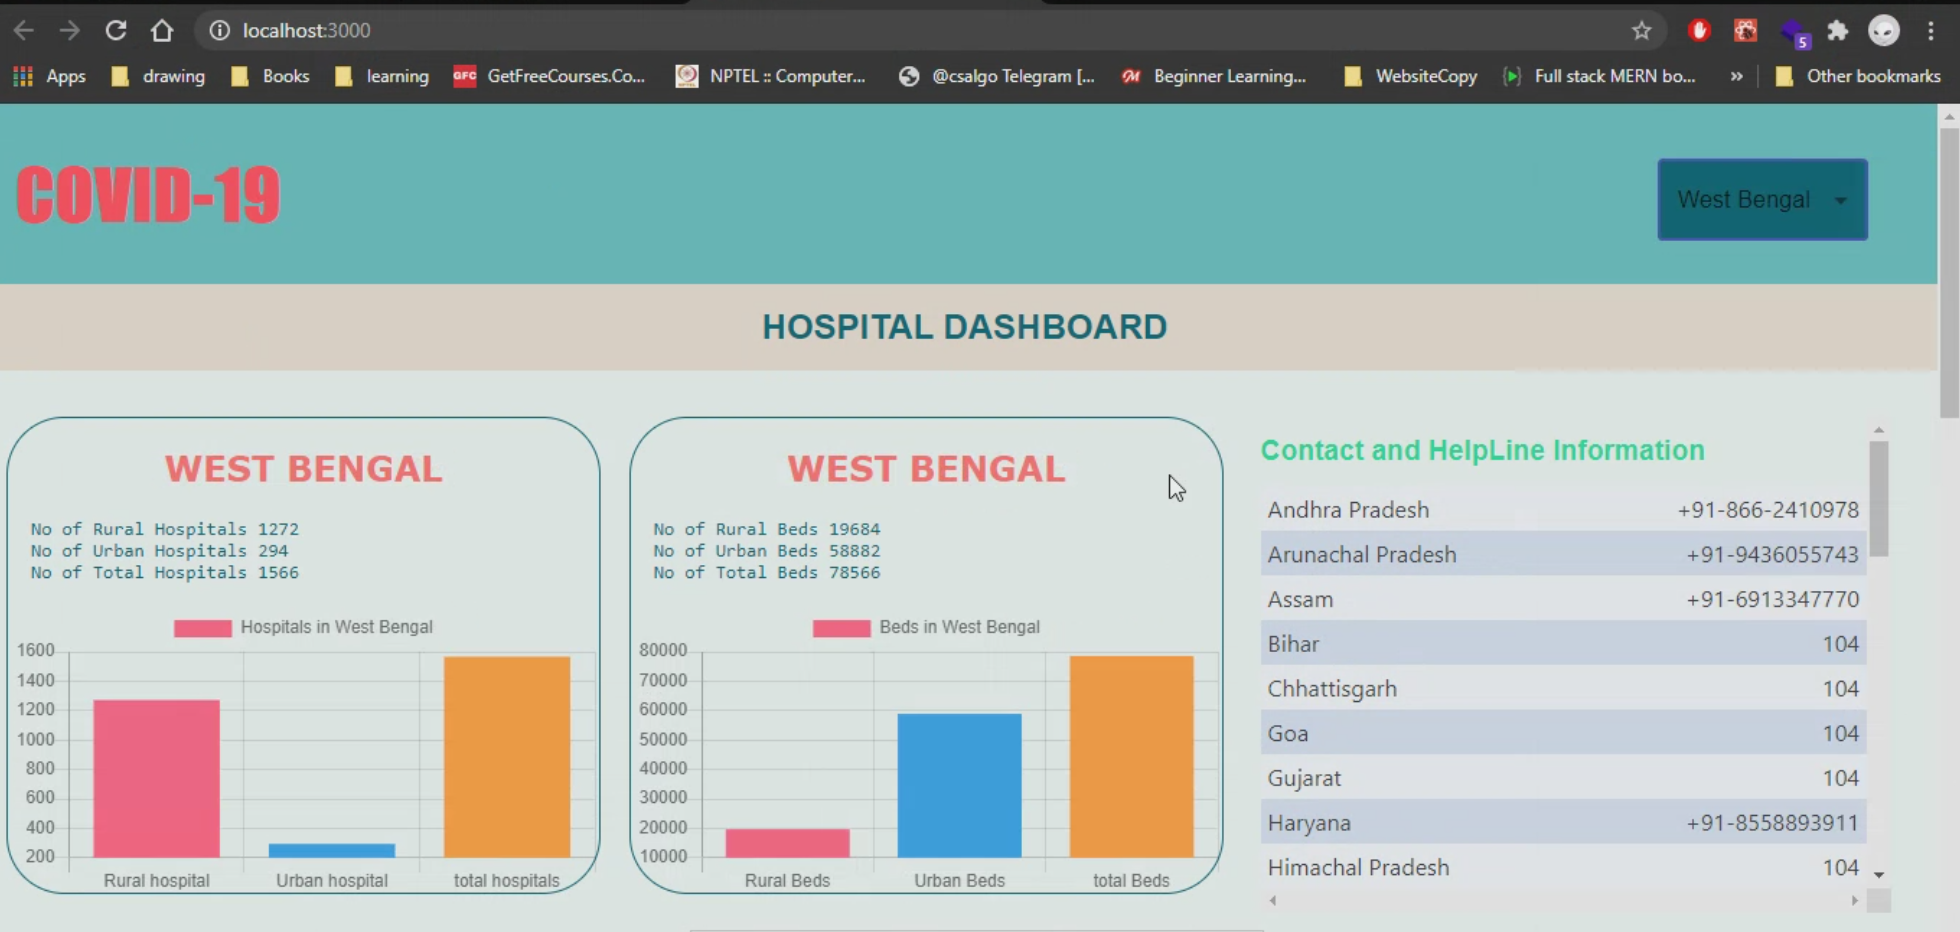 localhost:3000
5
Apps drawing Books learning GFC GetFreeCourses.Co... NPTEL :: Computer... @csalgo Telegram [... Beginner Learning... WebsiteCopy Full stack MERN bo... » Other bookmarks
COVID-19
West Bengal
HOSPITAL DASHBOARD
WEST BENGAL
No of Rural Hospitals 1272
No of Urban Hospitals 294
No of Total Hospitals 1566
Hospitals in West Bengal
1600
1400
1200
1000
800
600
400
200
Rural hospital Urban hospital total hospitals
WEST BENGAL
No of Rural Beds 19684
No of Urban Beds 58882
No of Total Beds 78566
Beds in West Bengal
80000
70000
60000
50000
40000
30000
20000
10000
Rural Beds Urban Beds total Beds
Contact and HelpLine Information
Andhra Pradesh +91-866-2410978
Arunachal Pradesh +91-9436055743
Assam +91-6913347770
Bihar 104
Chhattisgarh 104
Goa 104
Gujarat 104
Haryana +91-8558893911
Himachal Pradesh 104